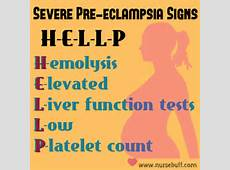 Severe Pre-eclampsia Signs
H-E-L-L-P
Hemolysis
Elevated
Liver function tests
Low
Platelet count
www.nursebuff.com